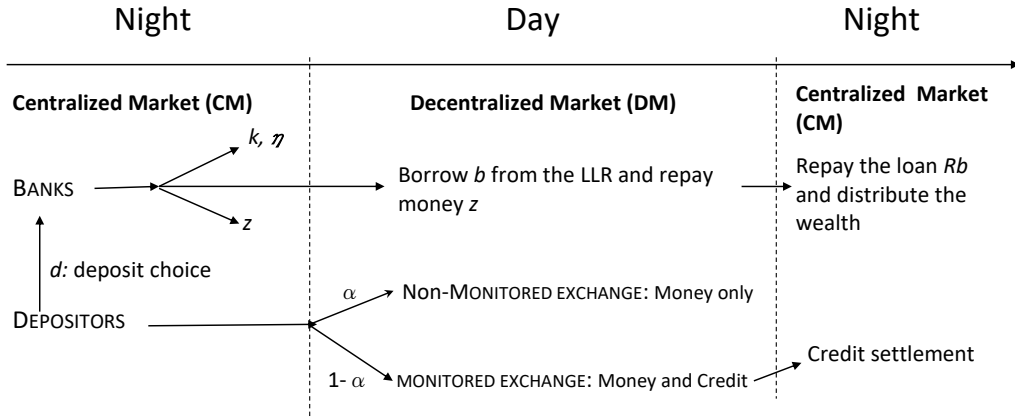 Night
Day
Night
Centralized Market (CM)
Decentralized Market (DM)
Centralized Market
(CM)
k, η
BANKS
Borrow b from the LLR and repay
money z
Repay the loan Rb
and distribute the
wealth
z
d: deposit choice
α
Non-MONITORED EXCHANGE: Money only
DEPOSITORS
1- α
MONITORED EXCHANGE: Money and Credit
Credit settlement